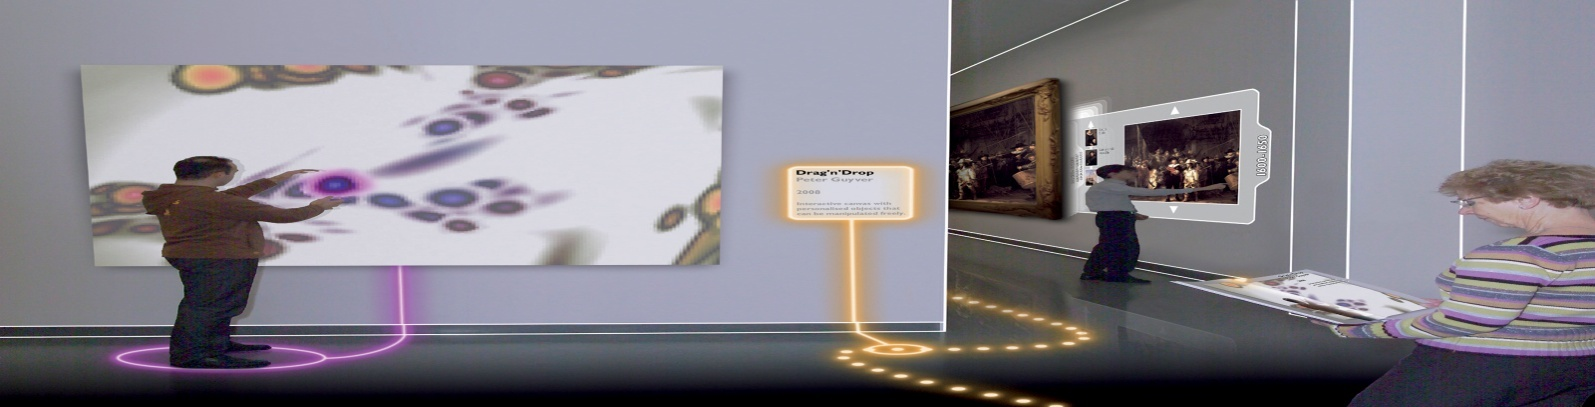 Drag'n'Drop
Peter Guyver
2008
Interactive canvas with
personalized objects that
can be manipulated freely.
1600-1650